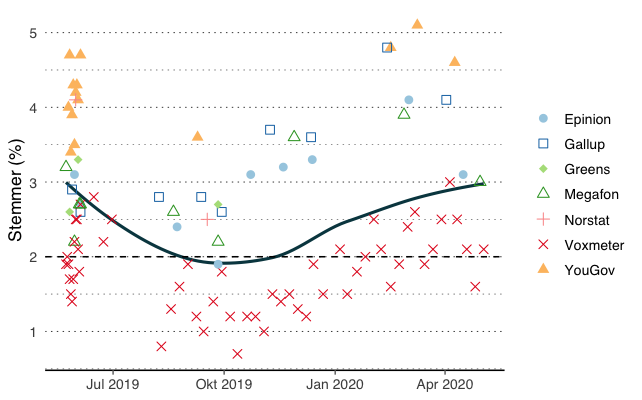 Stemmer (%)
5
4
3
2
1
Jul 2019
Okt 2019
Jan 2020
Apr 2020
Epinion
Gallup
Greens
Megafon
Norstat
Voxmeter
YouGov